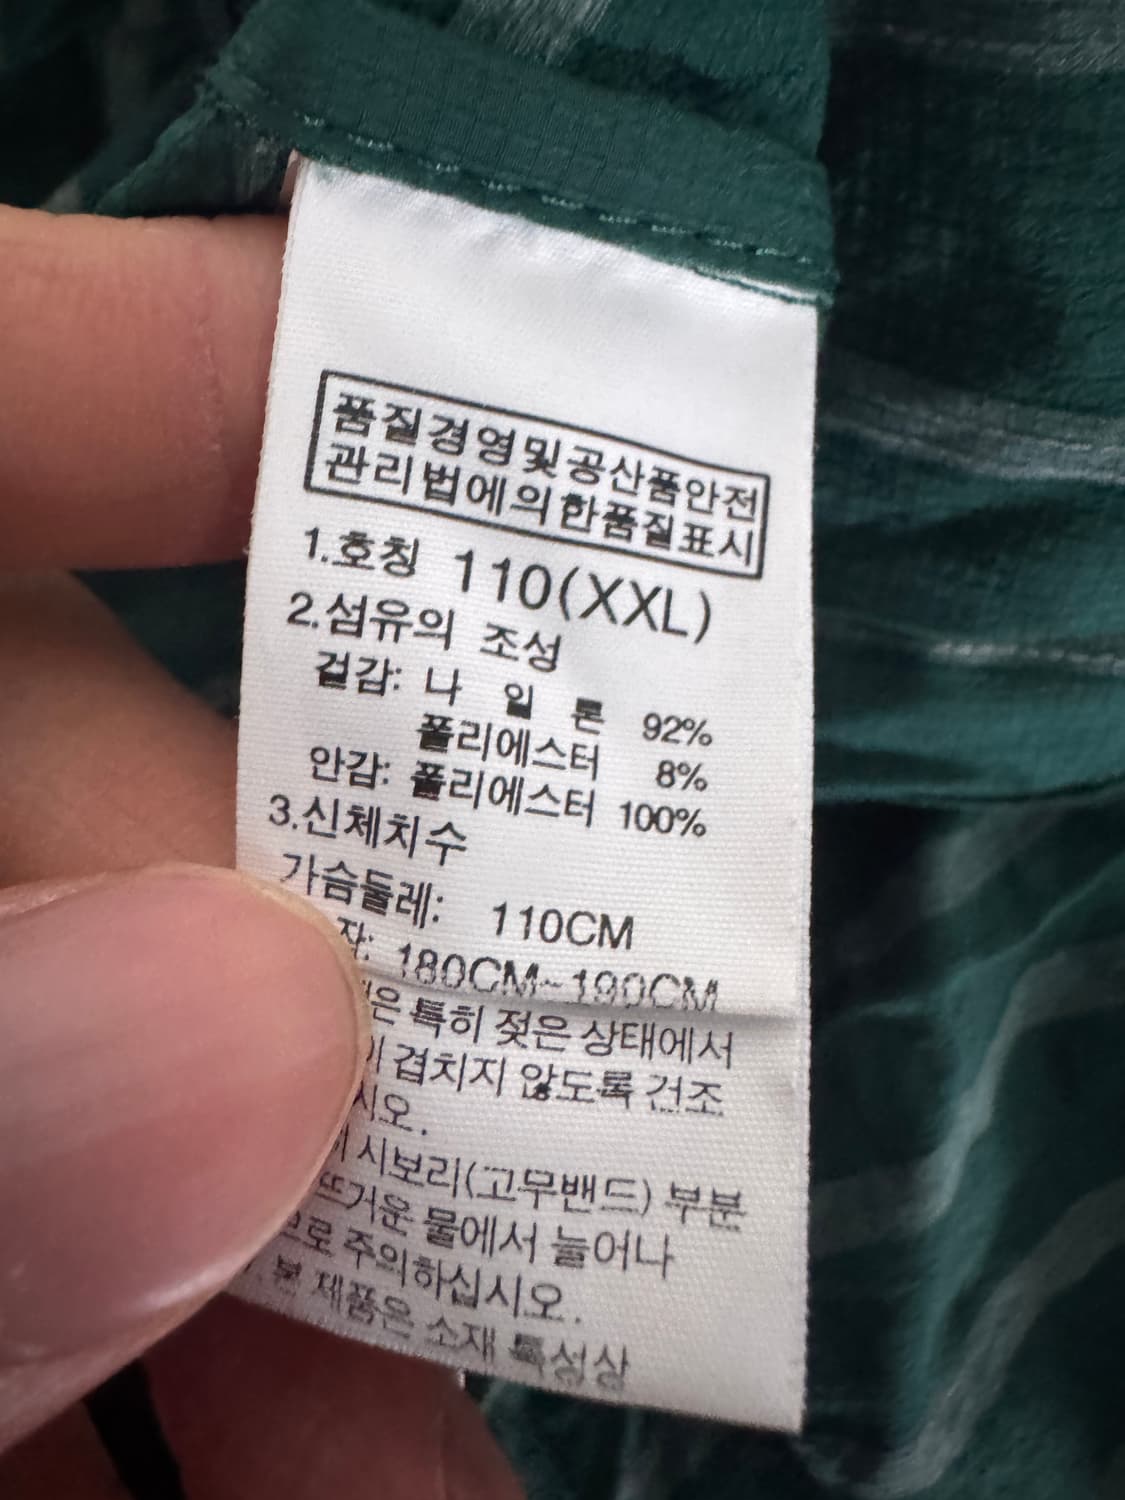 품질경영및공산품안전
관리법에의한품질표시
1.호칭 110(XXL)
2.섬유의 조성
겉감: 나 일 론 92%
폴리에스터 8%
안감: 폴리에스터 100%
3.신체치수
가슴둘레: 110CM
180CM~190CM
특히 젖은 상태에서
겹치지 않도록 건조
시보리(고무밴드) 부분
뜨거운 물에서 늘어나
주의하십시오.
본 제품은 소재 특성상